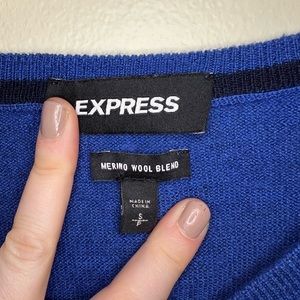 EXPRESS
MERINO WOOL BLEND
MADE IN
CHINA
S
P